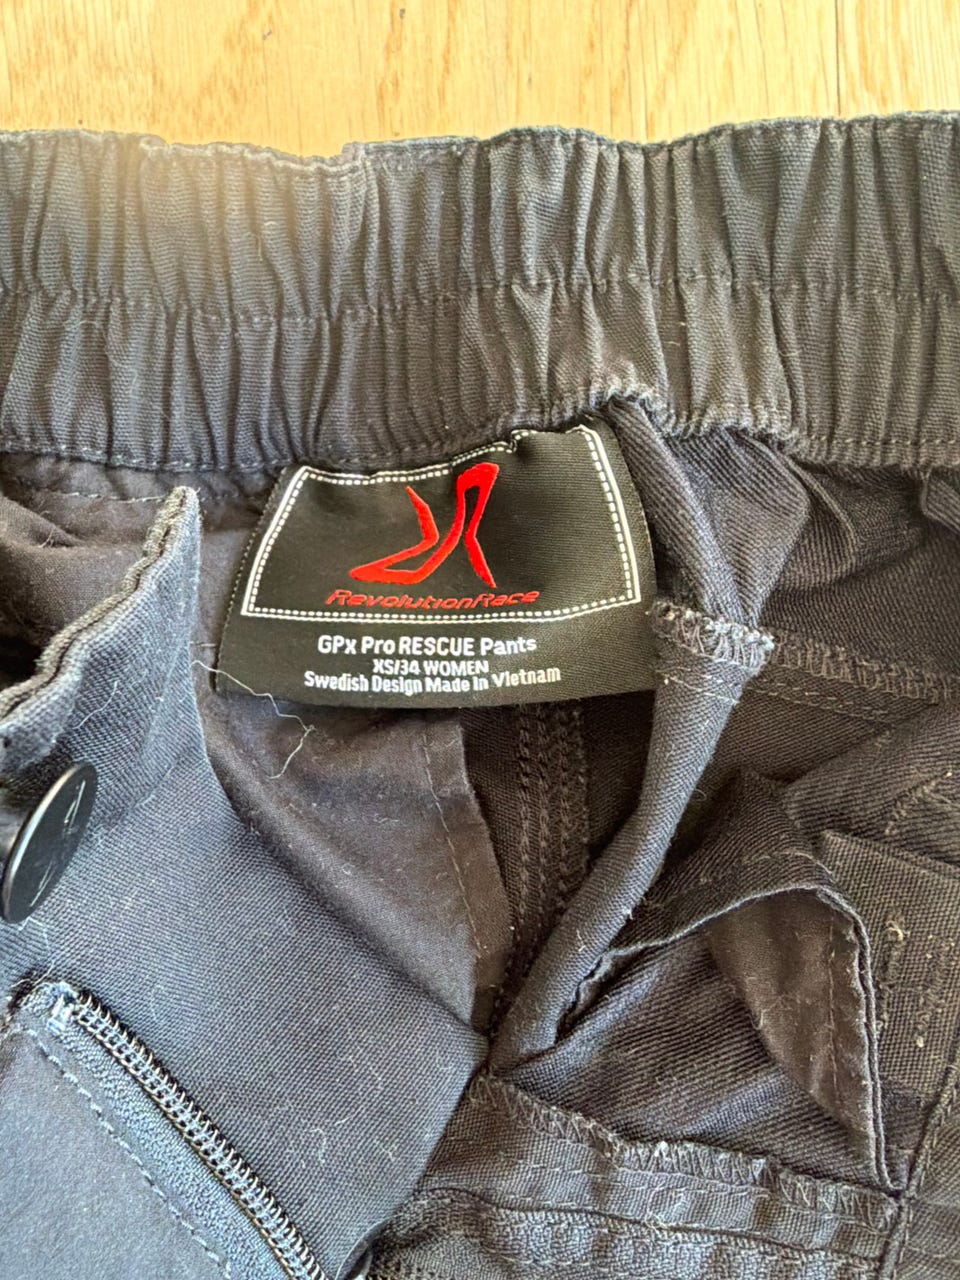 RevolutionRace
GPx Pro RESCUE Pants
XS/34 WOMEN
Swedish Design Made In Vietnam